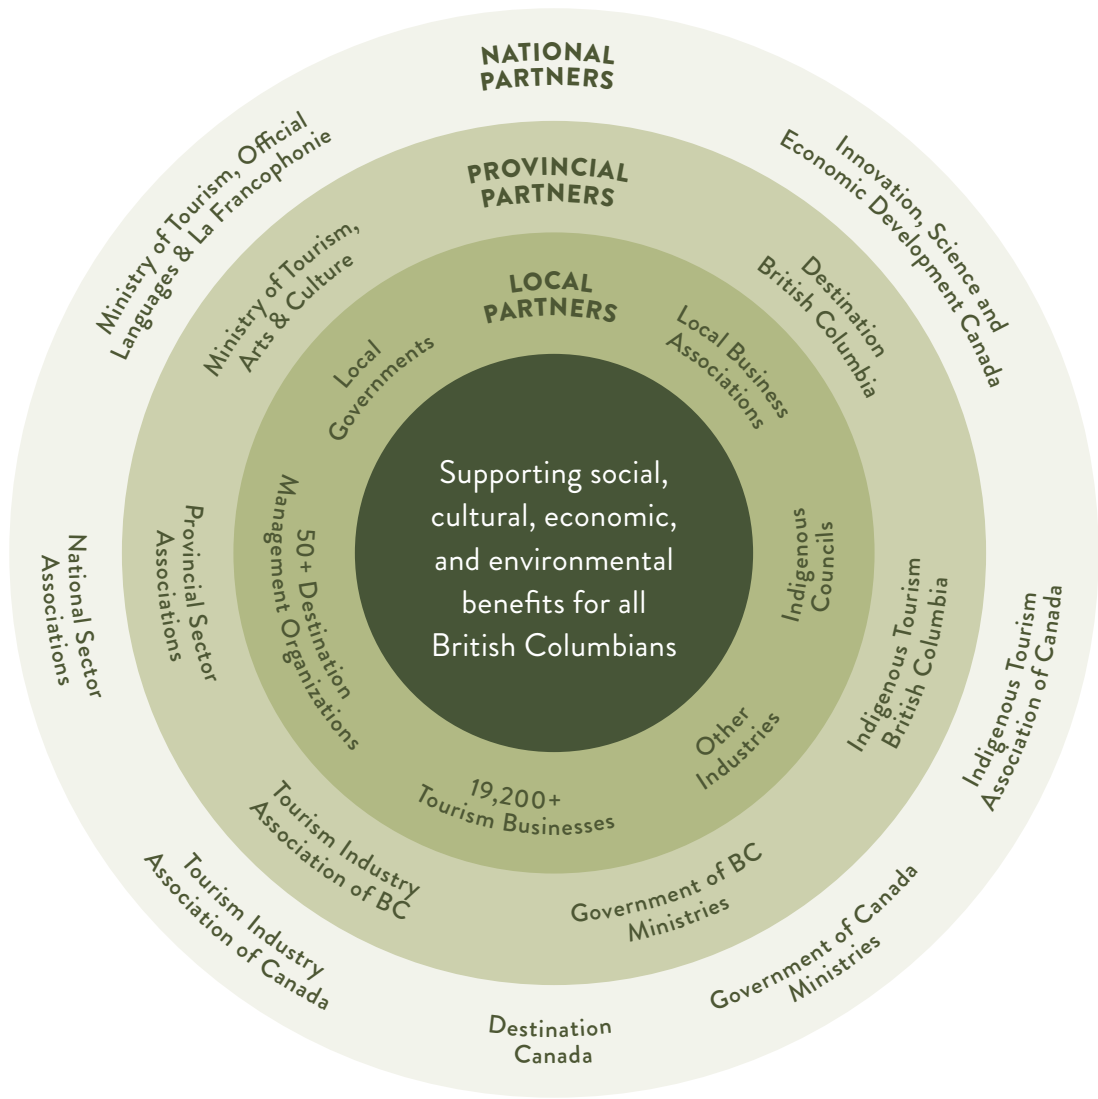 NATIONAL
PARTNERS
Innovation, Science and
Economic Development Canada
Indigenous Tourism
Association of Canada
Government of Canada
Ministries
Destination
Canada
Tourism Industry
Association of Canada
National Sector
Associations
Ministry of Tourism, Official
Languages & La Francophonie
PROVINCIAL
PARTNERS
Destination
British Columbia
Indigenous Tourism
British Columbia
Government of BC
Ministries
Tourism Industry
Association of BC
Provincial Sector
Associations
Ministry of Tourism,
Arts & Culture
LOCAL
PARTNERS
Local Business
Associations
Indigenous
Councils
Other
Industries
19,200+
Tourism Businesses
50+ Destination
Management Organizations
Local
Governments
Supporting social,
cultural, economic,
and environmental
benefits for all
British Columbians